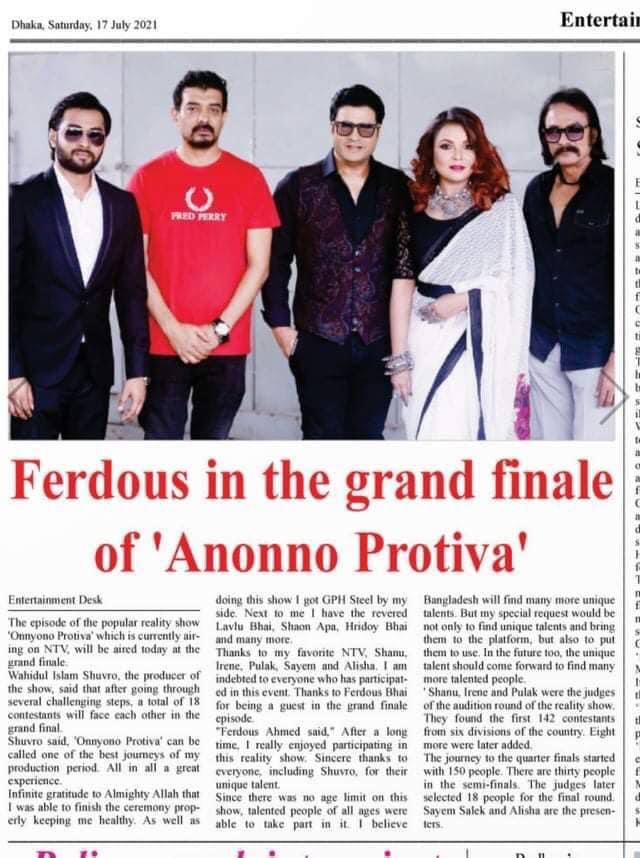 Dhaka, Saturday, 17 July 2021
FRED PERRY
Ferdous in the grand finale
of 'Anonno Protiva'
Entertainment Desk
The episode of the popular reality show
'Onnyono Protiva' which is currently air-
ing on NTV, will be aired today at the
grand finale.
Wahidul Islam Shuvro, the producer of
the show, said that after going through
several challenging steps, a total of 18
contestants will face each other in the
grand final.
Shuvro said, 'Onnyono Protiva' can be
called one of the best journeys of my
production period. All in all a great
experience.
Infinite gratitude to Almighty Allah that
I was able to finish the ceremony prop-
erly keeping me healthy. As well as
doing this show I got GPH Steel by my
side. Next to me I have the revered
Lavlu Bhai, Shaon Apa, Hridoy Bhai
and many more.
Thanks to my favorite NTV, Shanu,
Irene, Pulak, Sayem and Alisha. I am
indebted to everyone who has participat-
ed in this event. Thanks to Ferdous Bhai
for being a guest in the grand finale
episode.
"Ferdous Ahmed said," After a long
time, I really enjoyed participating in
this reality show. Sincere thanks to
everyone, including Shuvro, for their
unique talent.
Since there was no age limit on this
show, talented people of all ages were
able to take part in it. I believe
Bangladesh will find many more unique
talents. But my special request would be
not only to find unique talents and bring
them to the platform, but also to put
them to use. In the future too, the unique
talent should come forward to find many
more talented people.
' Shanu, Irene and Pulak were the judges
of the audition round of the reality show.
They found the first 142 contestants
from six divisions of the country. Eight
more were later added.
The journey to the quarter finals started
with 150 people. There are thirty people
in the semi-finals. The judges later
selected 18 people for the final round.
Sayem Salek and Alisha are the presen-
ters.